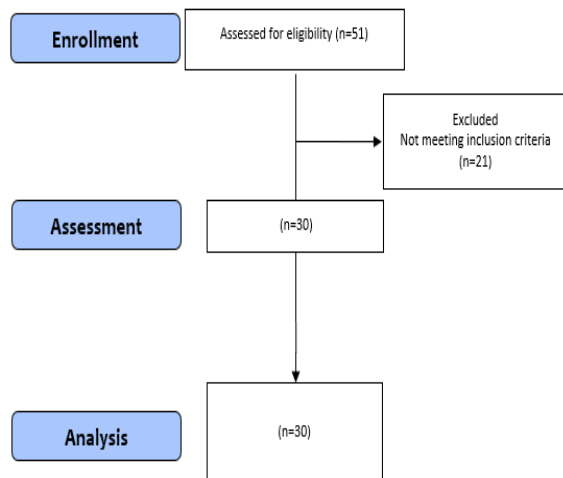 Enrollment
Assessed for eligibility (n=51)
Excluded
Not meeting inclusion criteria
(n=21)
Assessment
(n=30)
Analysis
(n=30)